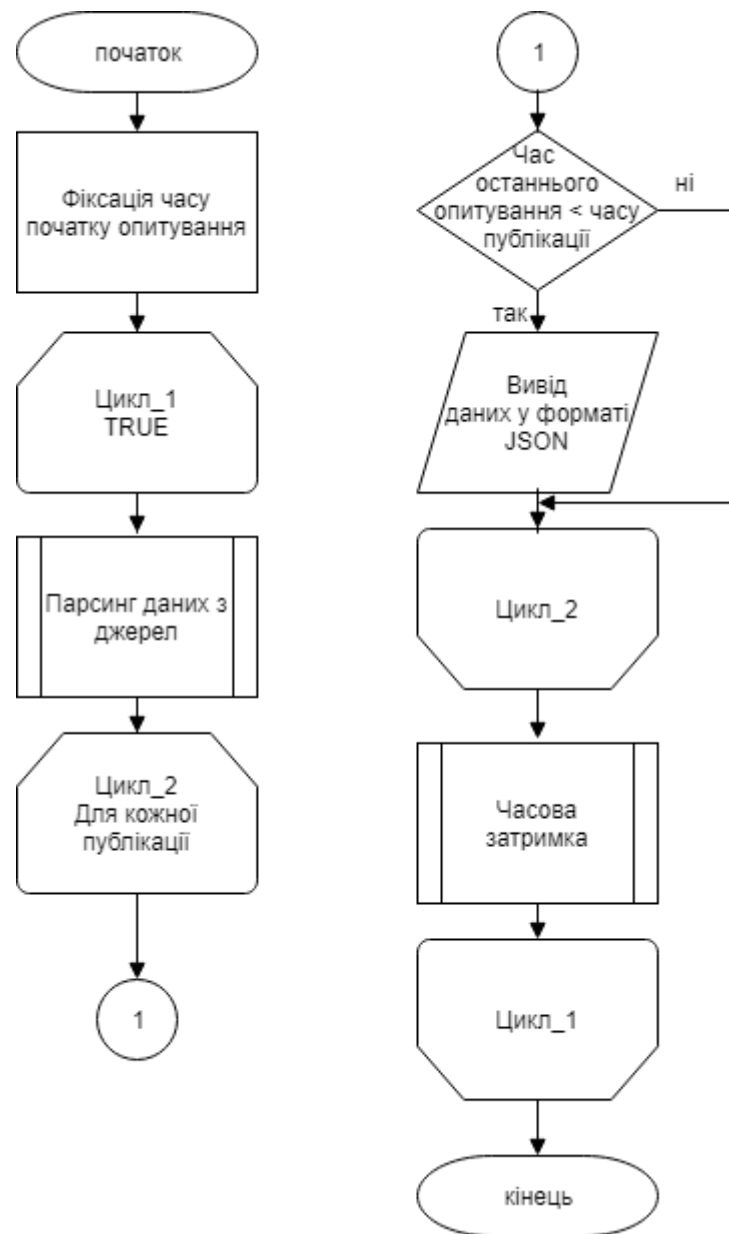 початок
Фіксація часу
початку опитування
Цикл_1
TRUE
Парсинг даних з
джерел
Цикл_2
Для кожної
публікації
1
1
Час
останнього
опитування < часу
публікації
ні
так
Вивід
даних у форматі
JSON
Цикл_2
Часова
затримка
Цикл_1
кінець